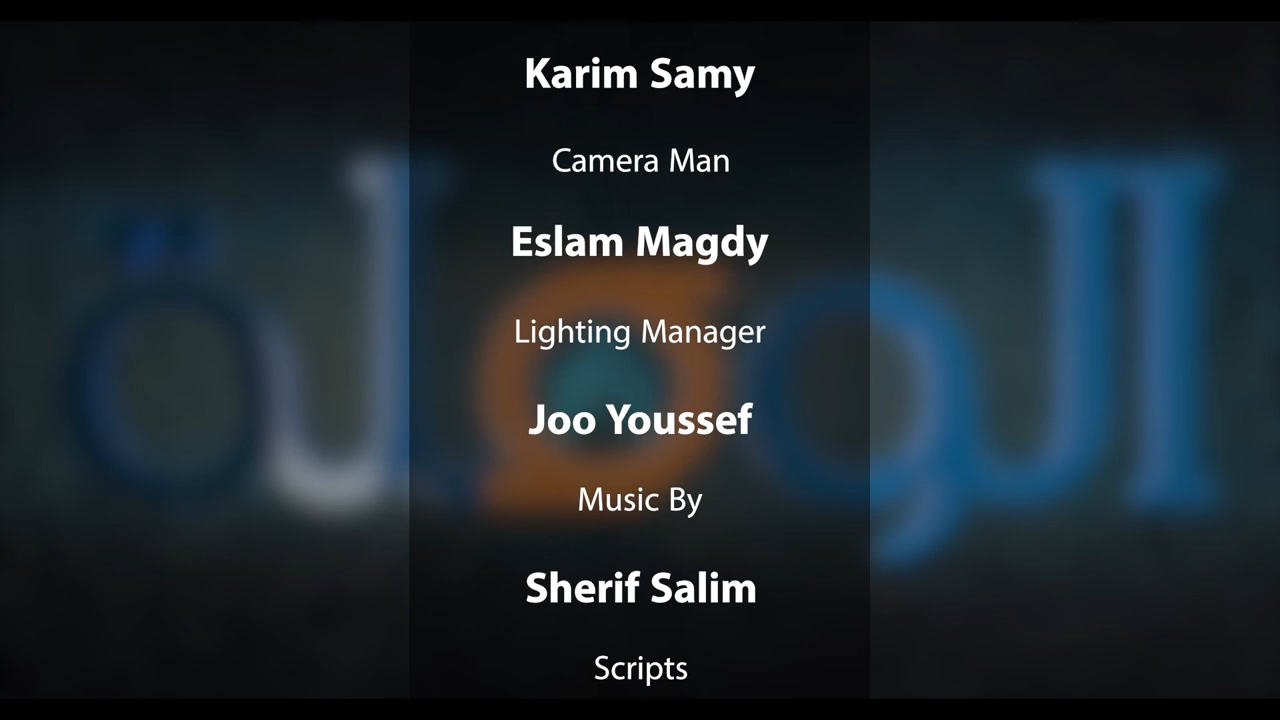 Karim Samy
Camera Man
Eslam Magdy
Lighting Manager
Joo Youssef
Music By
Sherif Salim
Scripts